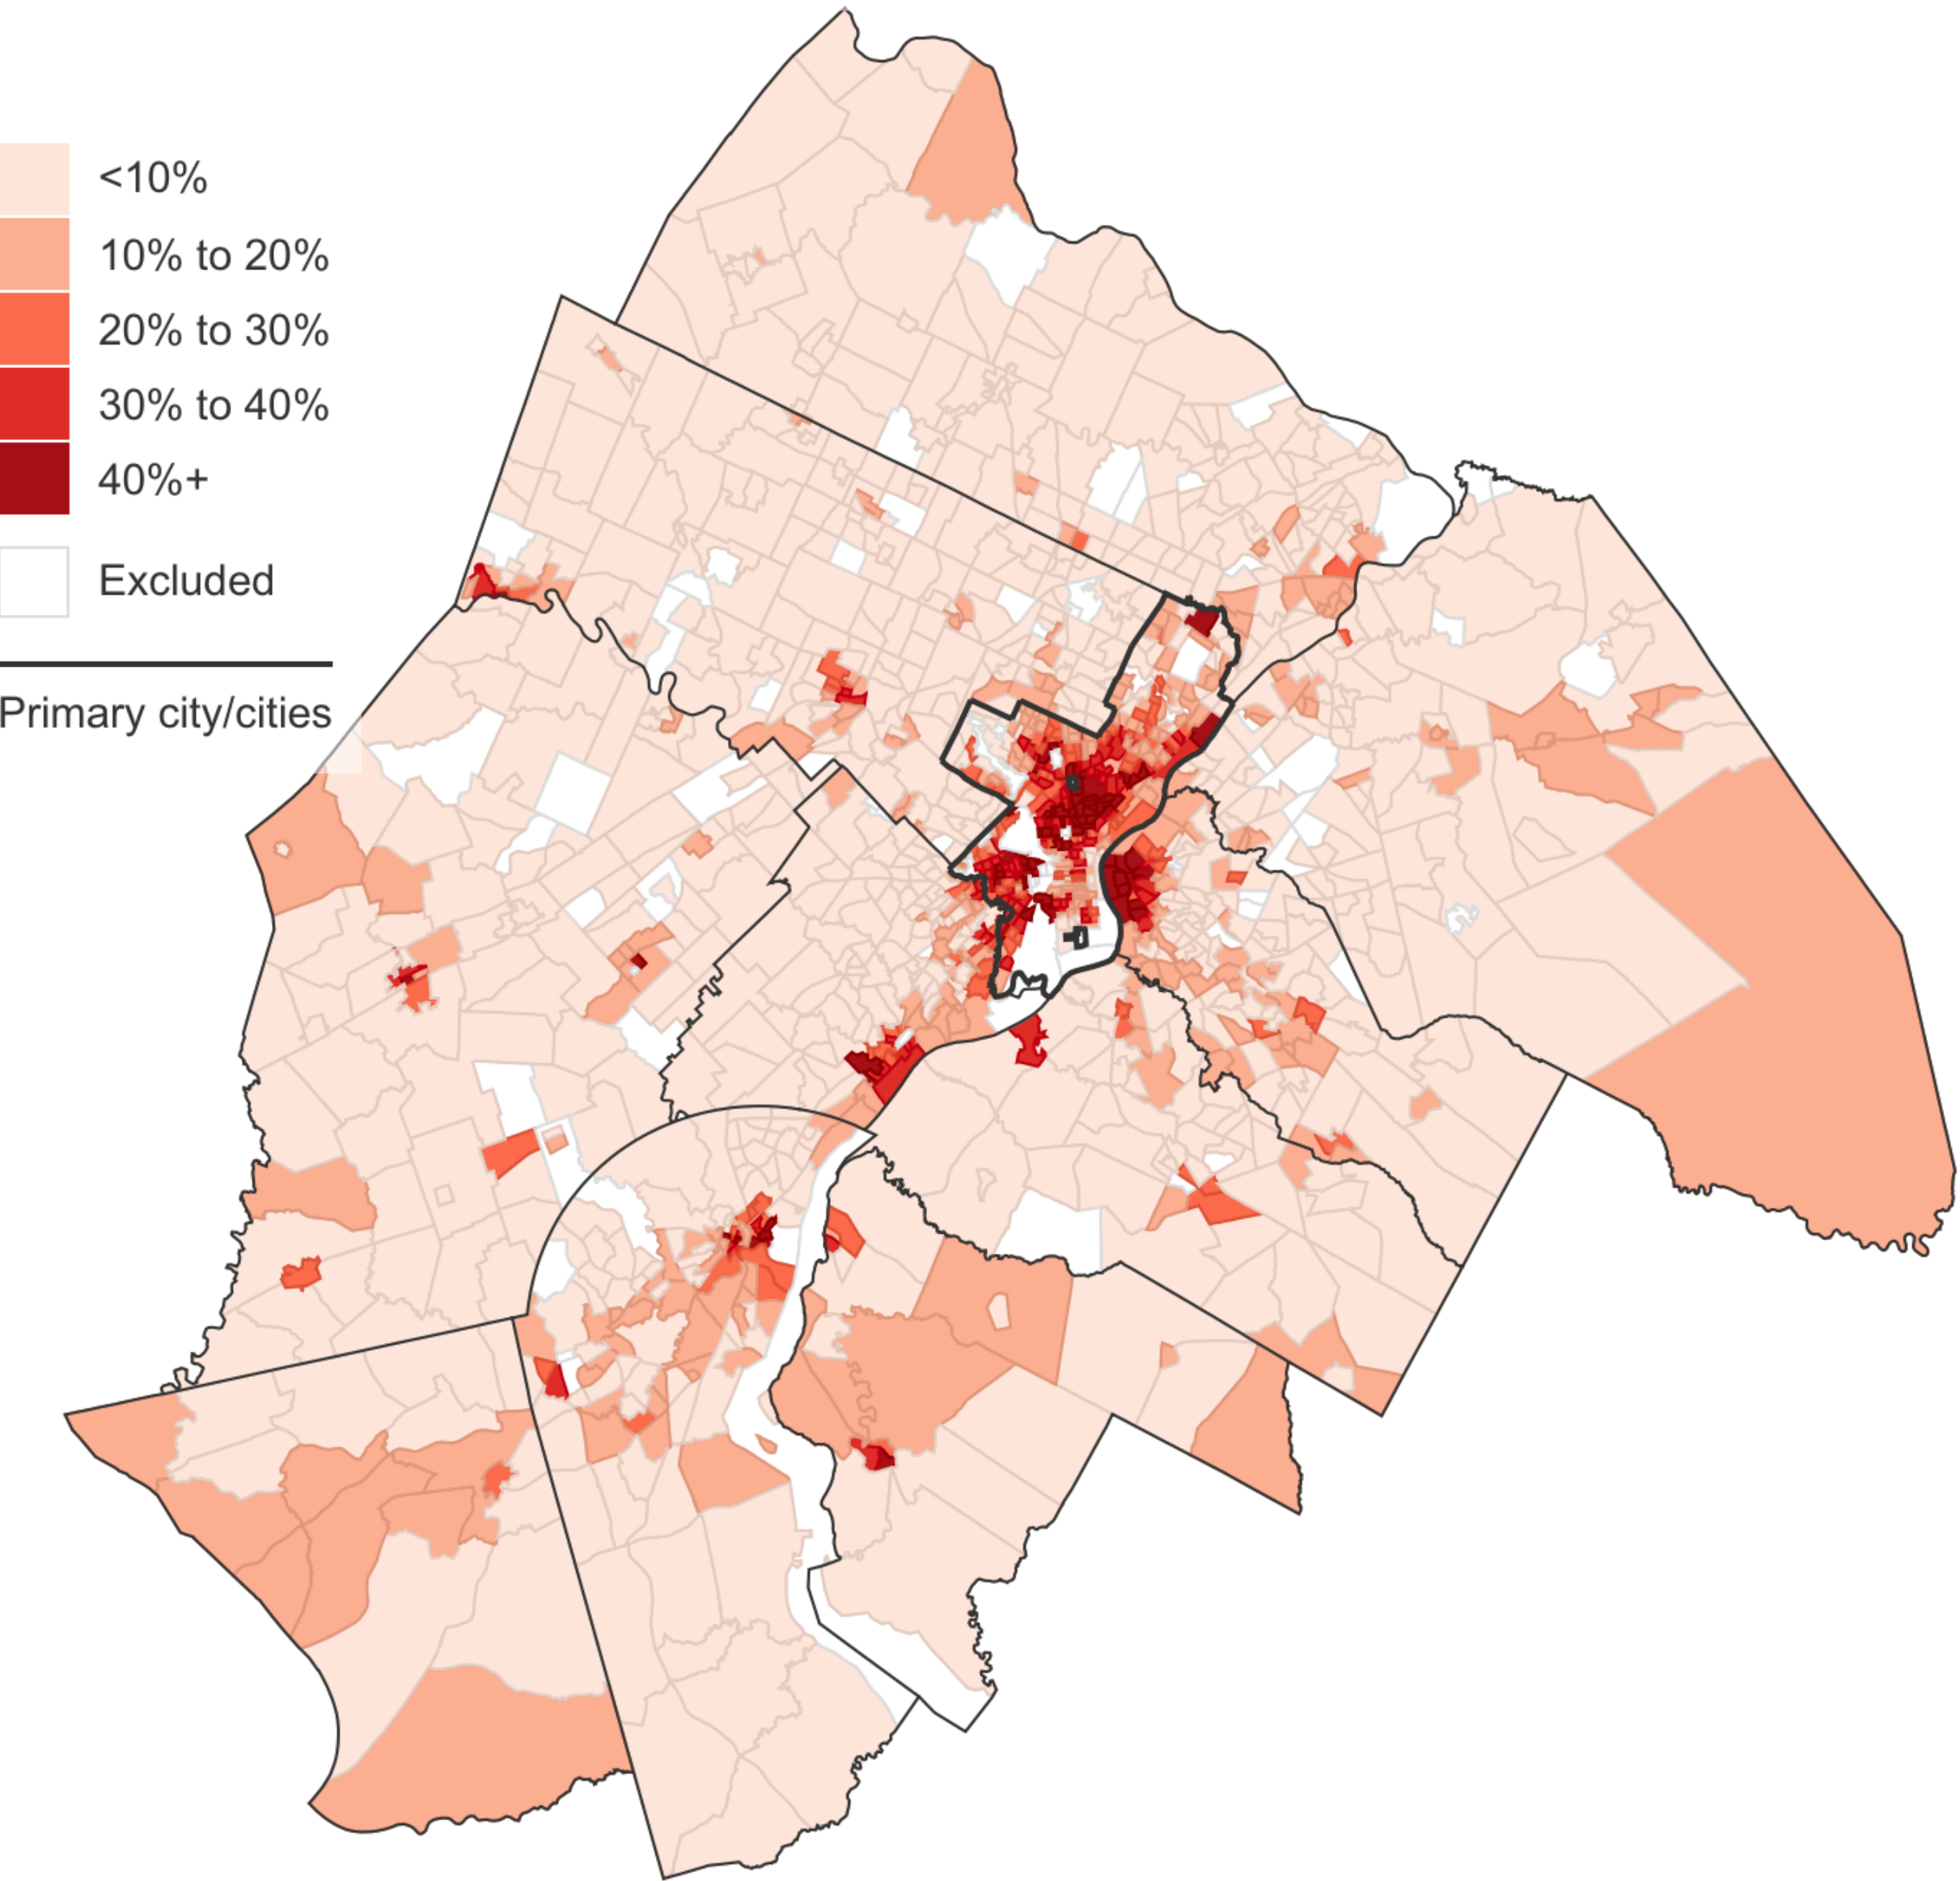 <10%
10% to 20%
20% to 30%
30% to 40%
40%+
Excluded
Primary city/cities